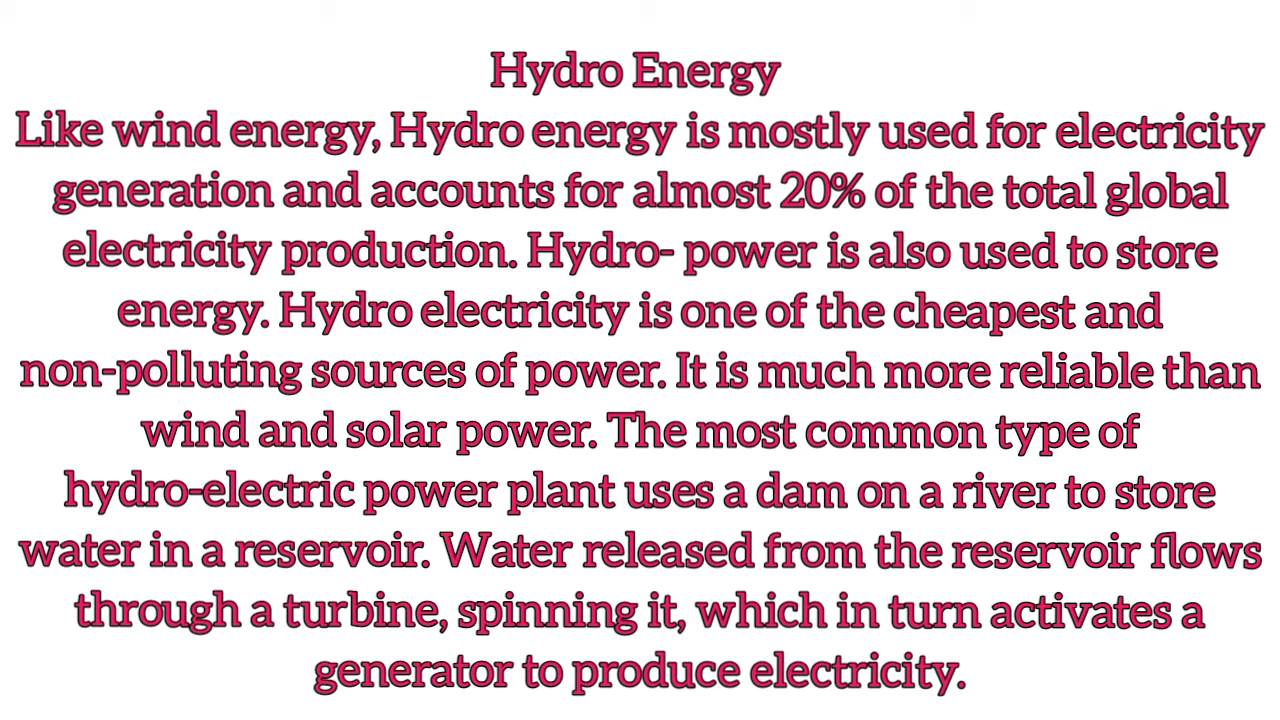 Hydro Energy
Like wind energy, Hydro energy is mostly used for electricity
generation and accounts for almost 20% of the total global
electricity production. Hydro- power is also used to store
energy. Hydro electricity is one of the cheapest and
non-polluting sources of power. It is much more reliable than
wind and solar power. The most common type of
hydro-electric power plant uses a dam on a river to store
water in a reservoir. Water released from the reservoir flows
through a turbine, spinning it, which in turn activates a
generator to produce electricity.